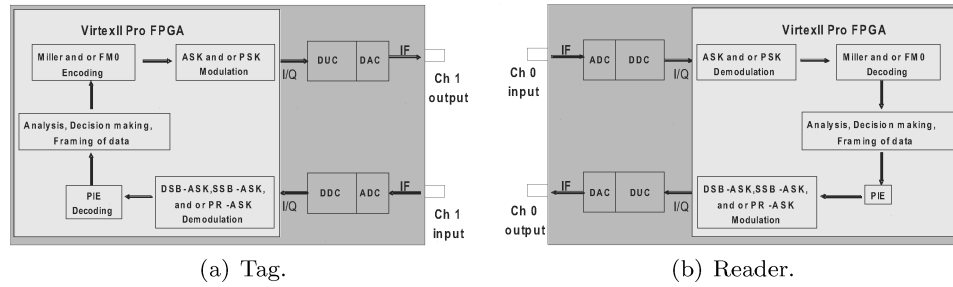 VirtexII Pro FPGA
Miller and or FM0
Encoding
ASK and or PSK
Modulation
I/Q
DUC
DAC
IF
Ch 1
output
Analysis, Decision making,
Framing of data
PIE
Decoding
DSB-ASK,SSB -ASK,
and or PR -ASK
Demodulation
I/Q
DDC
ADC
IF
Ch 1
input
(a) Tag.
VirtexII Pro FPGA
Ch 0
input
IF
ADC
DDC
I/Q
ASK and or PSK
Demodulation
Miller and or FM0
Decoding
Analysis, Decision making,
Framing of data
Ch 0
output
IF
DAC
DUC
I/Q
DSB-ASK,SSB -ASK,
and or PR -ASK
Modulation
PIE
(b) Reader.